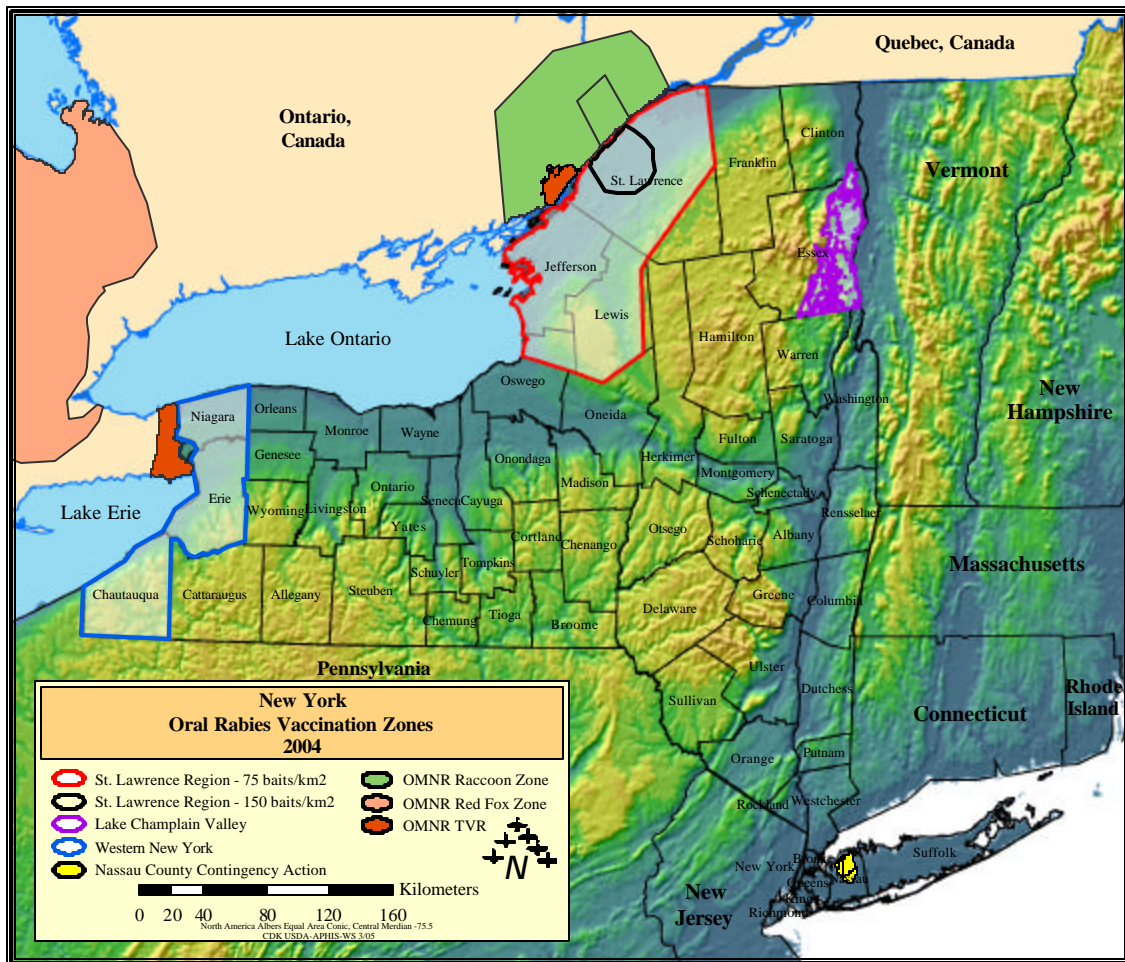 Quebec, Canada
Ontario,
Canada
Clinton
Franklin
Vermont
St. Lawrence
Essex
Jefferson
Lewis
Lake Ontario
Hamilton
Warren
Oswego
Washington
New
Hampshire
Niagara
Orleans
Oneida
Monroe
Wayne
Fulton
Saratoga
Genesee
Onondaga
Herkimer
Montgomery
Madison
Ontario
Schenectady
Erie
Seneca
Cayuga
Lake Erie
Wyoming
Livingston
Rensselaer
Yates
Otsego
Albany
Cortland
Schoharie
Chenango
Tompkins
Massachusetts
Schuyler
Chautauqua
Cattaraugus
Allegany
Steuben
Greene
Columbia
Delaware
Chemung
Tioga
Broome
Pennsylvania
Ulster
Dutchess
Rhode
Island
Sullivan
Connecticut
Orange
Putnam
Rockland
Westchester
Suffolk
New York
Bronx
Nassau
Queens
Kings
Richmond
New
Jersey
New York
Oral Rabies Vaccination Zones
2004
St. Lawrence Region - 75 baits/km2
St. Lawrence Region - 150 baits/km2
Lake Champlain Valley
Western New York
Nassau County Contingency Action
OMNR Raccoon Zone
OMNR Red Fox Zone
OMNR TVR
N
Kilometers
0 20 40 80 120 160
North America Albers Equal Area Conic, Central Merdian -75.5
CDK USDA-APHIS-WS 3/05